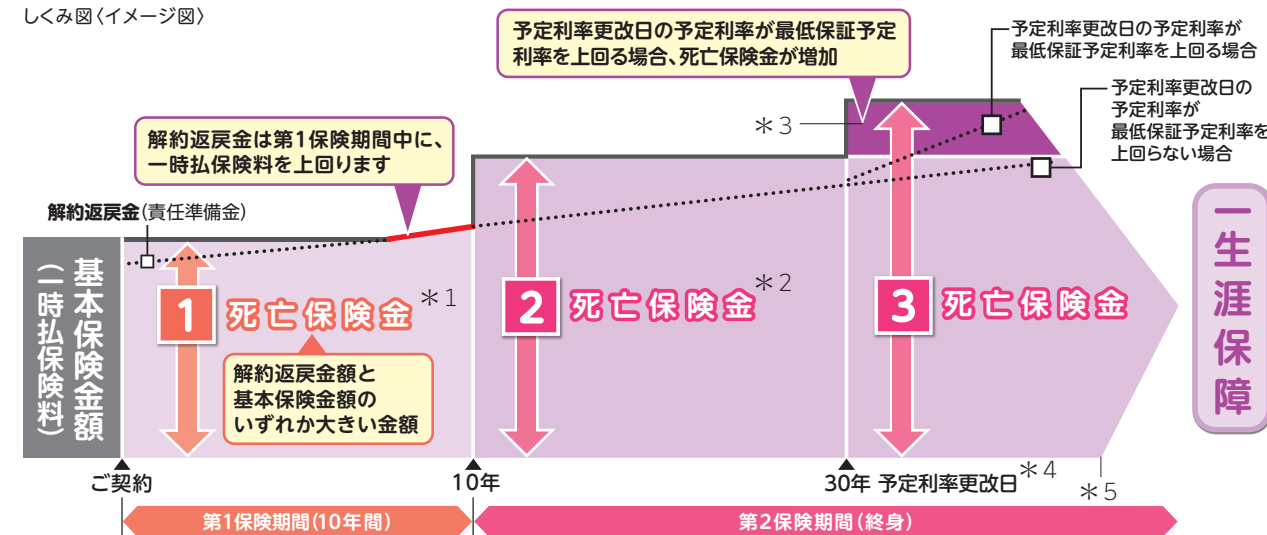 しくみ図〈イメージ図〉
予定利率更改日の予定利率が最低保証予定
利率を上回る場合、死亡保険金が増加
予定利率更改日の予定利率が
最低保証予定利率を上回る場合
予定利率更改日の
予定利率が
最低保証予定利率を
上回らない場合
＊3
解約返戻金は第1保険期間中に、
一時払保険料を上回ります
解約返戻金(責任準備金)
基本保険金額
(一時払保険料)
1 死亡保険金 ＊1
解約返戻金額と
基本保険金額の
いずれか大きい金額
2 死亡保険金 ＊2
3 死亡保険金
一生涯保障
ご契約
10年
30年 予定利率更改日 ＊4
＊5
第1保険期間(10年間)
第2保険期間(終身)